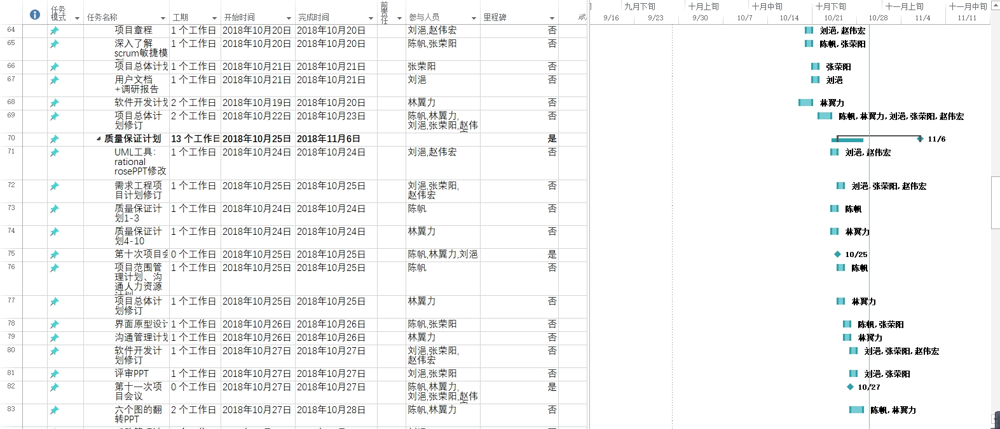 任务
模式
任务名称
工期
开始时间
完成时间
前置任
参与人员
里程碑
九月下旬
十月上旬
十月中旬
十月下旬
十一月上旬
十一月中旬
9/16 9/23 9/30 10/7 10/14 10/21 10/28 11/4 11/11
64 项目章程 1 个工作日 2018年10月20日 2018年10月20日 刘浥,赵伟宏 否 刘浥, 赵伟宏
65 深入了解 1 个工作日 2018年10月20日 2018年10月20日 陈帆,张荣阳 否 陈帆, 张荣阳
scrum敏捷模
66 项目总体计划 1 个工作日 2018年10月21日 2018年10月21日 张荣阳 否 张荣阳
67 用户文档 1 个工作日 2018年10月21日 2018年10月21日 刘浥 否 刘浥
+调研报告
68 软件开发计划 2 个工作日 2018年10月19日 2018年10月20日 林翼力 否 林翼力
69 项目总体计 2 个工作日 2018年10月22日 2018年10月23日 陈帆,林翼力, 否 陈帆, 林翼力, 刘浥, 张荣阳, 赵伟宏
划修订 刘浥,张荣阳,赵伟
70 质量保证计划 13 个工作日 2018年10月25日 2018年11月6日 是 11/6
71 UML工具: 1 个工作日 2018年10月24日 2018年10月24日 刘浥,赵伟宏 否 刘浥, 赵伟宏
rational
rosePPT修改
72 需求工程项 1 个工作日 2018年10月25日 2018年10月25日 刘浥,张荣阳, 否 刘浥, 张荣阳, 赵伟宏
目计划修订 赵伟宏
73 质量保证计 1 个工作日 2018年10月24日 2018年10月24日 陈帆 否 陈帆
划1-3
74 质量保证计 1 个工作日 2018年10月24日 2018年10月24日 林翼力 否 林翼力
划4-10
75 第十次项目会 0 个工作日 2018年10月25日 2018年10月25日 陈帆,林翼力,刘浥 是 10/25
76 项目范围管 1 个工作日 2018年10月25日 2018年10月25日 陈帆 否 陈帆
理计划、沟
通人力资源
77 项目总体计 1 个工作日 2018年10月25日 2018年10月25日 林翼力 否 林翼力
划修订
78 界面原型设计 1 个工作日 2018年10月26日 2018年10月26日 陈帆,张荣阳 否 陈帆, 张荣阳
79 沟通管理计划 1 个工作日 2018年10月26日 2018年10月26日 林翼力 否 林翼力
80 软件开发计 1 个工作日 2018年10月27日 2018年10月27日 刘浥,张荣阳, 否 刘浥, 张荣阳, 赵伟宏
划修订 赵伟宏
81 评审PPT 1 个工作日 2018年10月27日 2018年10月27日 刘浥,张荣阳 否 刘浥, 张荣阳
82 第十一次项 0 个工作日 2018年10月27日 2018年10月27日 陈帆,林翼力, 是 10/27
目会议 刘浥,张荣阳,赵伟
83 六个图的翻 2 个工作日 2018年10月27日 2018年10月28日 陈帆,林翼力 否 陈帆, 林翼力
转PPT